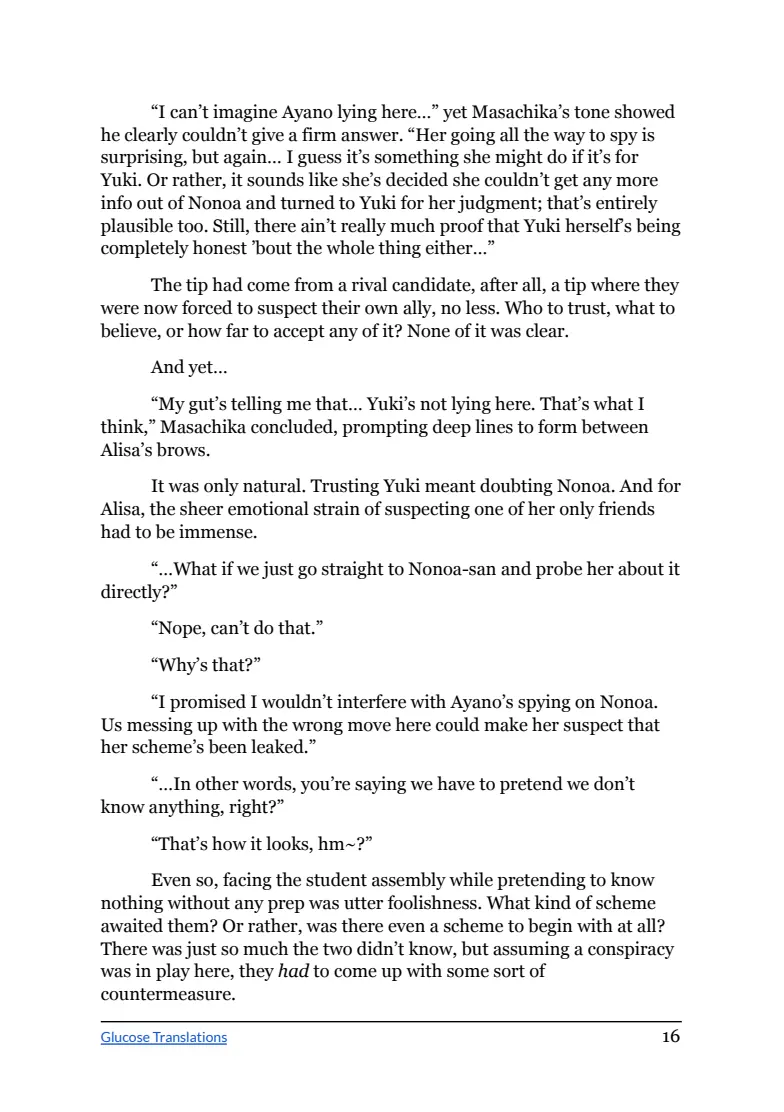 “I can’t imagine Ayano lying here…” yet Masachika’s tone showed
he clearly couldn’t give a firm answer. “Her going all the way to spy is
surprising, but again… I guess it’s something she might do if it’s for
Yuki. Or rather, it sounds like she’s decided she couldn’t get any more
info out of Nonoa and turned to Yuki for her judgment; that’s entirely
plausible too. Still, there ain’t really much proof that Yuki herself’s being
completely honest ’bout the whole thing either…”
The tip had come from a rival candidate, after all, a tip where they
were now forced to suspect their own ally, no less. Who to trust, what to
believe, or how far to accept any of it? None of it was clear.
And yet…
“My gut’s telling me that… Yuki’s not lying here. That’s what I
think,” Masachika concluded, prompting deep lines to form between
Alisa’s brows.
It was only natural. Trusting Yuki meant doubting Nonoa. And for
Alisa, the sheer emotional strain of suspecting one of her only friends
had to be immense.
“…What if we just go straight to Nonoa-san and probe her about it
directly?”
“Nope, can’t do that.”
“Why’s that?”
“I promised I wouldn’t interfere with Ayano’s spying on Nonoa.
Us messing up with the wrong move here could make her suspect that
her scheme’s been leaked.”
“…In other words, you’re saying we have to pretend we don’t
know anything, right?”
“That’s how it looks, hm~?”
Even so, facing the student assembly while pretending to know
nothing without any prep was utter foolishness. What kind of scheme
awaited them? Or rather, was there even a scheme to begin with at all?
There was just so much the two didn’t know, but assuming a conspiracy
was in play here, they had to come up with some sort of
countermeasure.
Glucose Translations 16